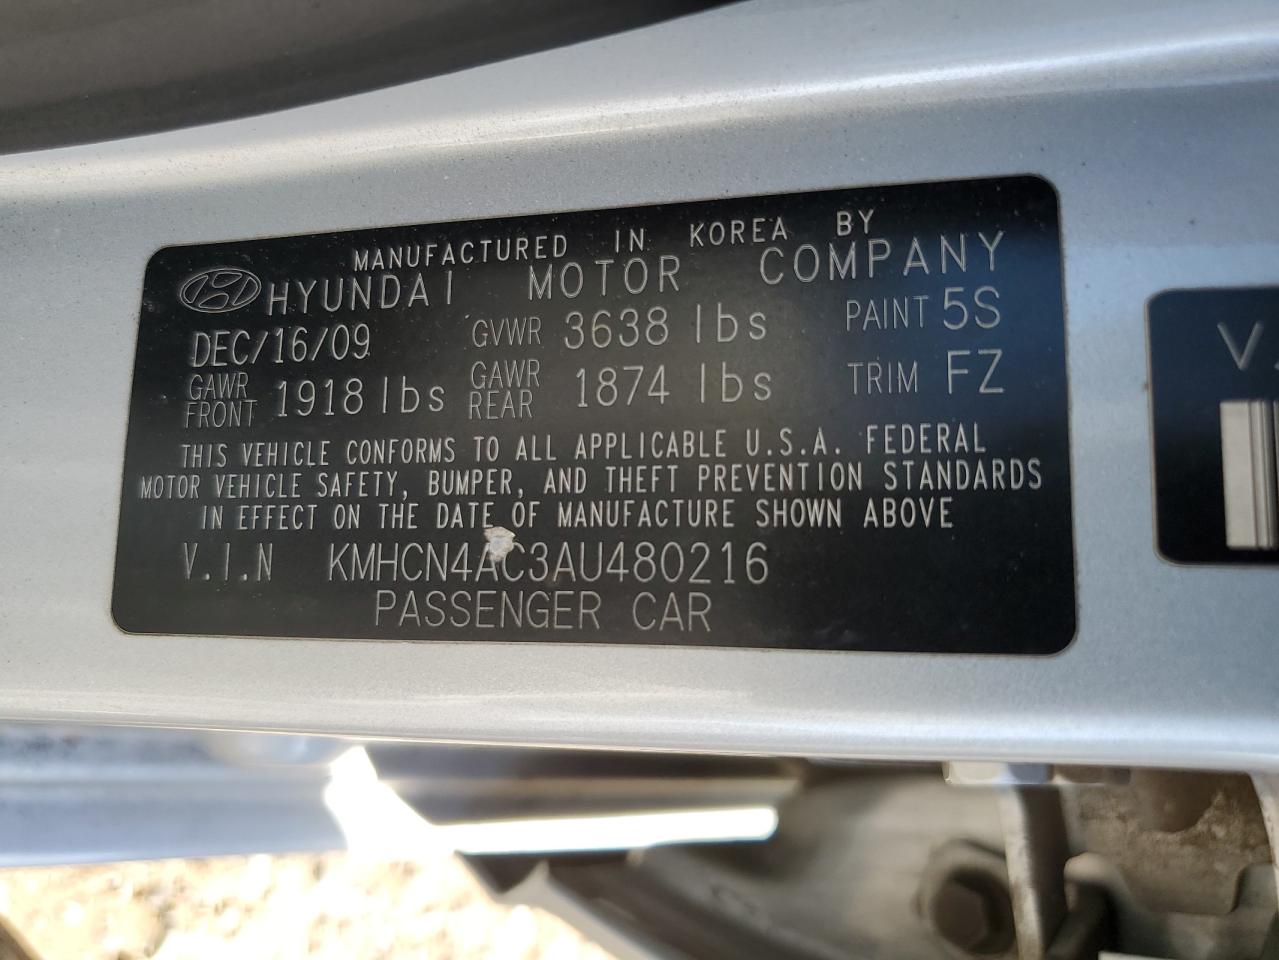 MANUFACTURED IN KOREA BY
HYUNDAI MOTOR COMPANY
DEC/16/09 GVWR 3638 lbs PAINT 5S
GAWR FRONT 1918 lbs GAWR REAR 1874 lbs TRIM FZ
THIS VEHICLE CONFORMS TO ALL APPLICABLE U.S.A. FEDERAL
MOTOR VEHICLE SAFETY, BUMPER, AND THEFT PREVENTION STANDARDS
IN EFFECT ON THE DATE OF MANUFACTURE SHOWN ABOVE
V.I.N KMHCN4AC3AU480216
PASSENGER CAR
V.